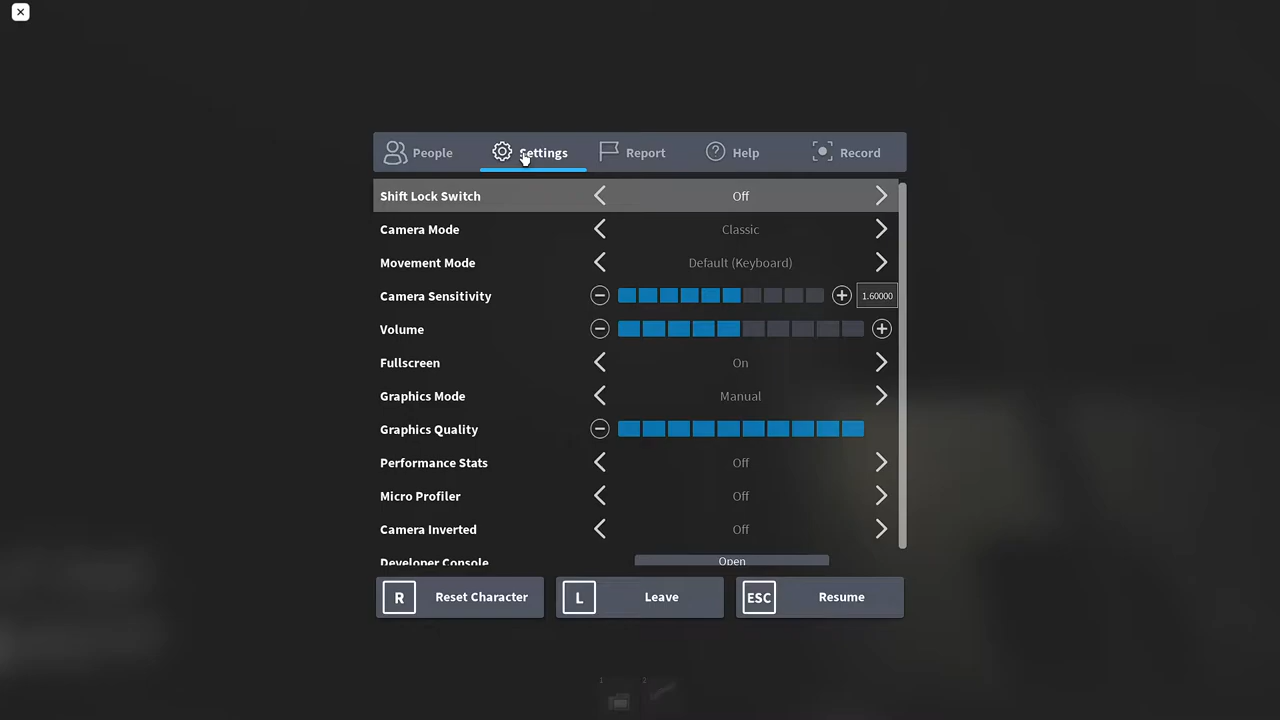 People Settings Report Help Record
Shift Lock Switch Off
Camera Mode Classic
Movement Mode Default (Keyboard)
Camera Sensitivity 1.60000
Volume
Fullscreen On
Graphics Mode Manual
Graphics Quality
Performance Stats Off
Micro Profiler Off
Camera Inverted Off
Developer Console Open
R Reset Character L Leave ESC Resume
1 2